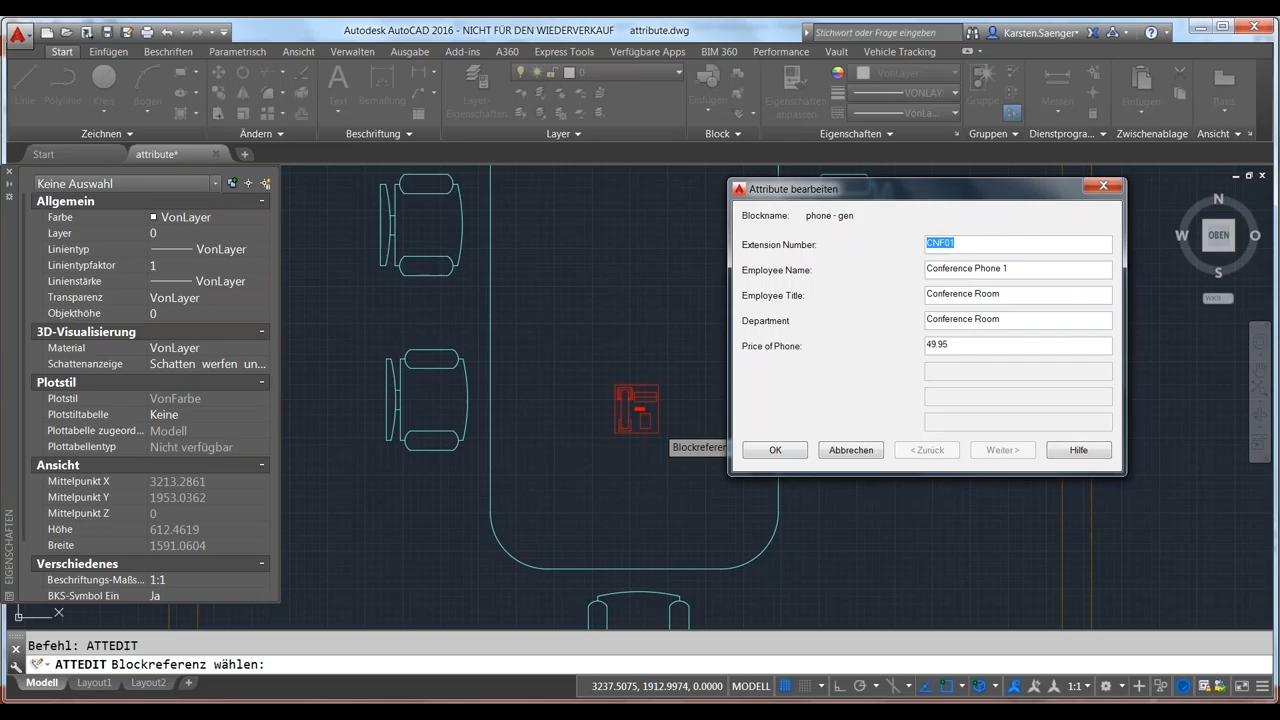 Autodesk AutoCAD 2016 - NICHT FÜR DEN WIEDERVERKAUF attribute.dwg
Stichwort oder Frage eingeben
Karsten.Saenger
Start Einfügen Beschriften Parametrisch Ansicht Verwalten Ausgabe Add-ins A360 Express Tools Verfügbare Apps BIM 360 Performance Vault Vehicle Tracking
Linie Polylinie Kreis Bogen Text Bemaßung Layer-
Eigenschaften
0
Einfügen
Eigenschaften
anpassen
VonLayer
VONLAY
VonLa...
Gruppe Messen Einfügen Basis
Zeichnen Ändern Beschriftung Layer Block Eigenschaften Gruppen Dienstprogra... Zwischenablage Ansicht
Start attribute* +
Keine Auswahl
Allgemein
Farbe VonLayer
Layer 0
Linientyp VonLayer
Linientypfaktor 1
Linienstärke VonLayer
Transparenz VonLayer
Objekthöhe 0
3D-Visualisierung
Material VonLayer
Schattenanzeige Schatten werfen un...
Plotstil
Plotstil VonFarbe
Plotstiltabelle Keine
Plottabelle zugeord... Modell
Plottabellentyp Nicht verfügbar
Ansicht
Mittelpunkt X 3213.2861
Mittelpunkt Y 1953.0362
Mittelpunkt Z 0
Höhe 612.4619
Breite 1591.0604
Verschiedenes
Beschriftungs-Maßs... 1:1
BKS-Symbol Ein Ja
EIGENSCHAFTEN
Attribute bearbeiten
Blockname: phone - gen
Extension Number: CNF01
Employee Name: Conference Phone 1
Employee Title: Conference Room
Department Conference Room
Price of Phone: 49.95
OK Abbrechen < Zurück Weiter > Hilfe
Blockreferen
N
W OBEN O
S
WKS
X
Befehl: ATTEDIT
ATTEDIT Blockreferenz wählen:
Modell Layout1 Layout2 +
3237.5075, 1912.9974, 0.0000 MODELL 1:1